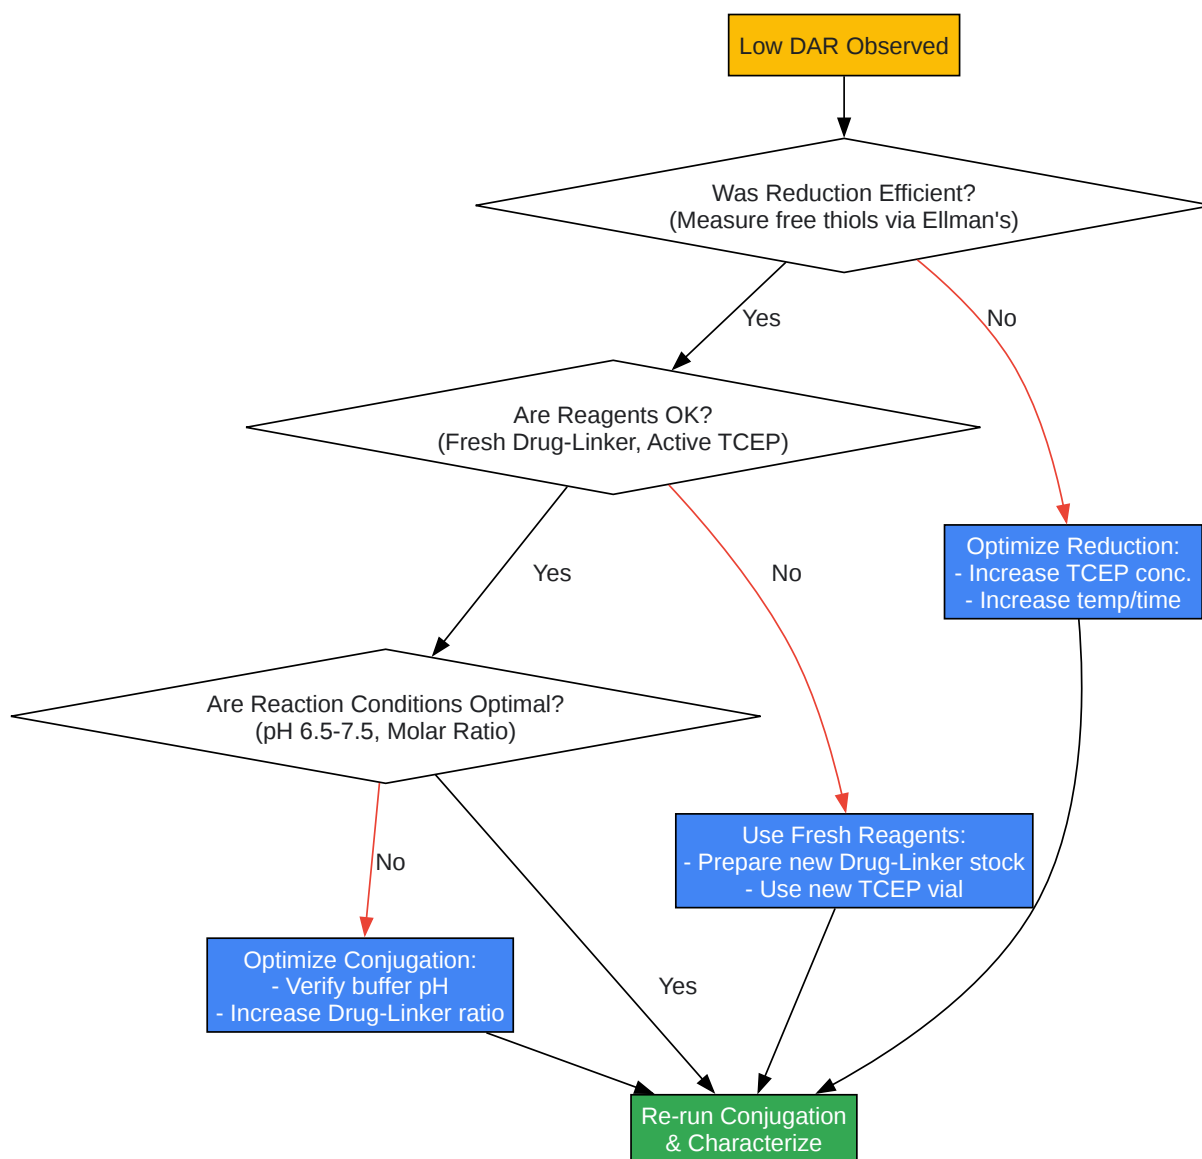 Low DAR Observed
Was Reduction Efficient?
(Measure free thiols via Ellman's)
Yes
No
Are Reagents OK?
(Fresh Drug-Linker, Active TCEP)
Yes
No
Optimize Reduction:
- Increase TCEP conc.
- Increase temp/time
Are Reaction Conditions Optimal?
(pH 6.5-7.5, Molar Ratio)
No
Yes
Use Fresh Reagents:
- Prepare new Drug-Linker stock
- Use new TCEP vial
Optimize Conjugation:
- Verify buffer pH
- Increase Drug-Linker ratio
Re-run Conjugation
& Characterize